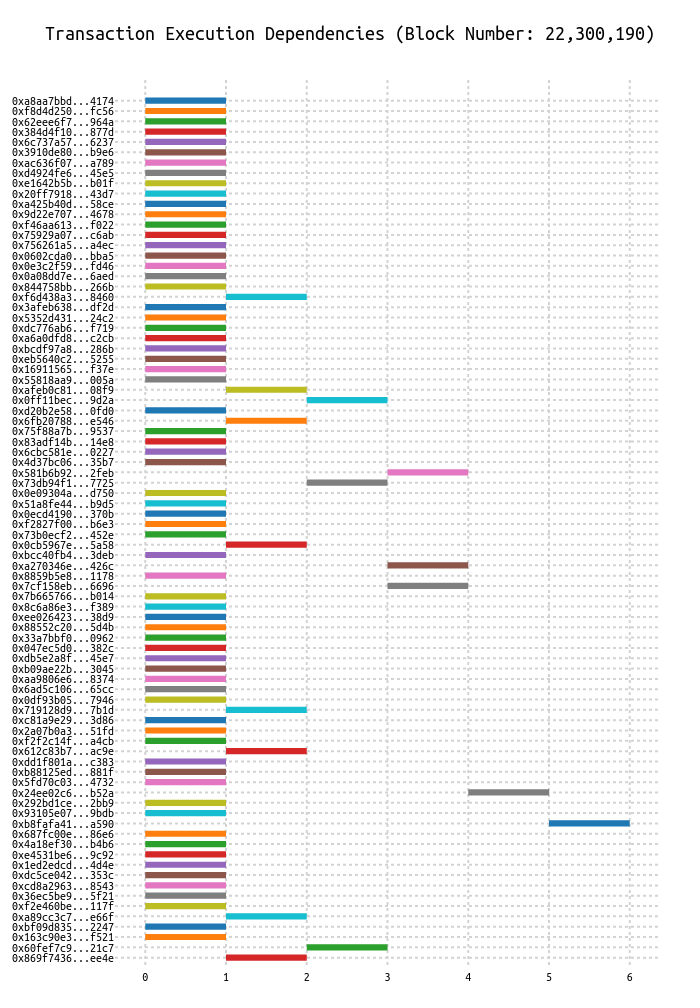 Transaction Execution Dependencies (Block Number: 22,300,190)
0xa8aa7bbd...4174
0xf8d4d250...fc56
0x62eee6f7...964a
0x384d4f10...877d
0x6c737a57...6237
0x3910de80...b9e6
0xac636f07...a789
0xd4924fe6...45e5
0xe1642b5b...b01f
0x20ff7918...43d7
0xa425b40d...58ce
0x9d22e707...4678
0xf46aa613...f022
0x75929a07...c6ab
0x756261a5...a4ec
0x0602cda0...bba5
0x0e3c2f59...fd46
0x0a08dd7e...6aed
0x844758bb...266b
0xf6d438a3...8460
0x3afeb638...df2d
0x5352d431...24c2
0xdc776ab6...f719
0xa6a0dfd8...c2cb
0xbcdf97a8...286b
0xeb5640c2...5255
0x16911565...f37e
0x55818aa9...005a
0xafeb0c81...08f9
0x0ff11bec...9d2a
0xd20b2e58...0fd0
0x6fb20788...e546
0x75f88a7b...9537
0x83adf14b...14e8
0x6cbc581e...0227
0x4d37bc06...35b7
0x581b6b92...2feb
0x73db94f1...7725
0x0e09304a...d750
0x51a8fe44...b9d5
0x0ecd4190...370b
0xf2827f00...b6e3
0x73b0ecf2...452e
0x0cb5967e...5a58
0xbcc40fb4...3deb
0xa270346e...426c
0x8859b5e8...1178
0x7cf158eb...6696
0x7b665766...b014
0x8c6a86e3...f389
0xee026423...38d9
0x88552c20...5d4b
0x33a7bbf0...0962
0x047ec5d0...382c
0xdb5e2a8f...45e7
0xb09ae22b...3045
0xaa9806e6...8374
0x6ad5c106...65cc
0x0df93b05...7946
0x719128d9...7b1d
0xc81a9e29...3d86
0x2a07b0a3...51fd
0xf2f2c14f...a4cb
0x612c83b7...ac9e
0xdd1f801a...c383
0xb88125ed...881f
0x5fd70c03...4732
0x24ee02c6...b52a
0x292bd1ce...2bb9
0x93105e07...9bdb
0xb8fafa41...a590
0x687fc00e...86e6
0x4a18ef30...b4b6
0xe4531be6...9c92
0x1ed2edcd...4d4e
0xdc5ce042...353c
0xcd8a2963...8543
0x36ec5be9...5f21
0xf2e460be...117f
0xa89cc3c7...e66f
0xbf09d835...2247
0x163c90e3...f521
0x60fef7c9...21c7
0x869f7436...ee4e
0 1 2 3 4 5 6